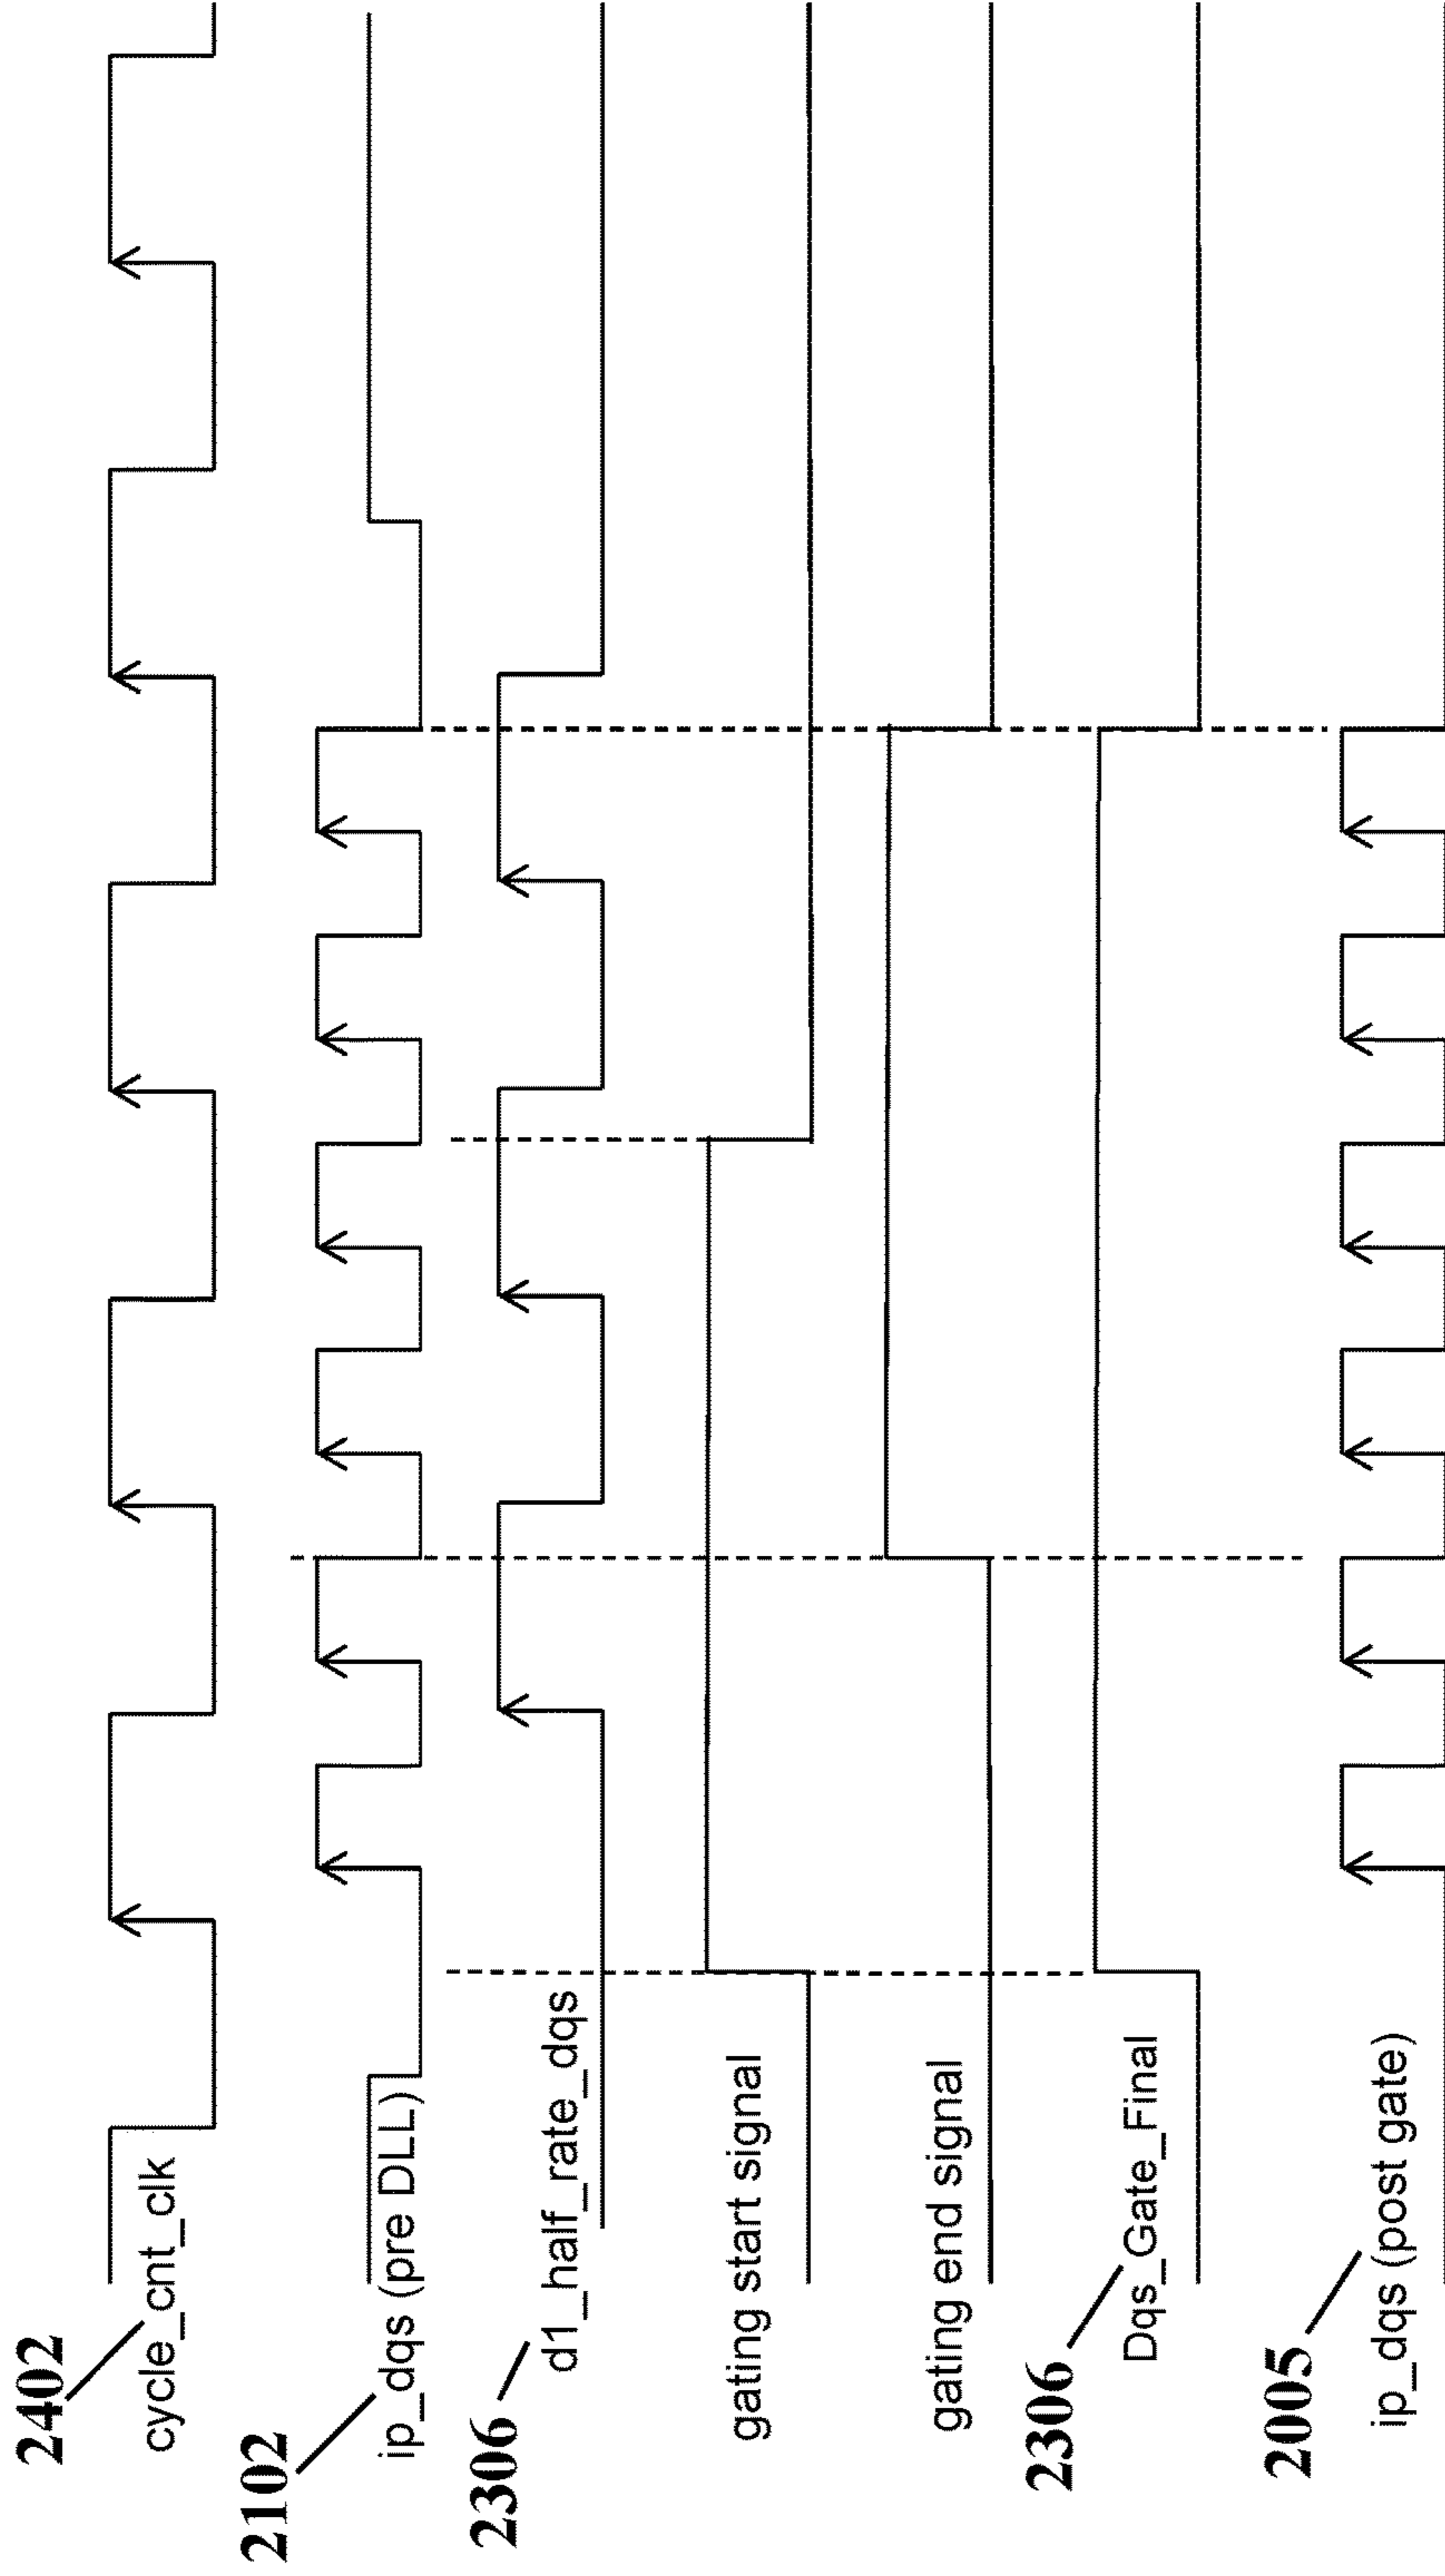 2402
cycle_cnt_clk
2102
ip_dqs (pre DLL)
2306
d1_half_rate_dqs
gating start signal
gating end signal
2306
Dqs_Gate_Final
2005
ip_dqs (post gate)